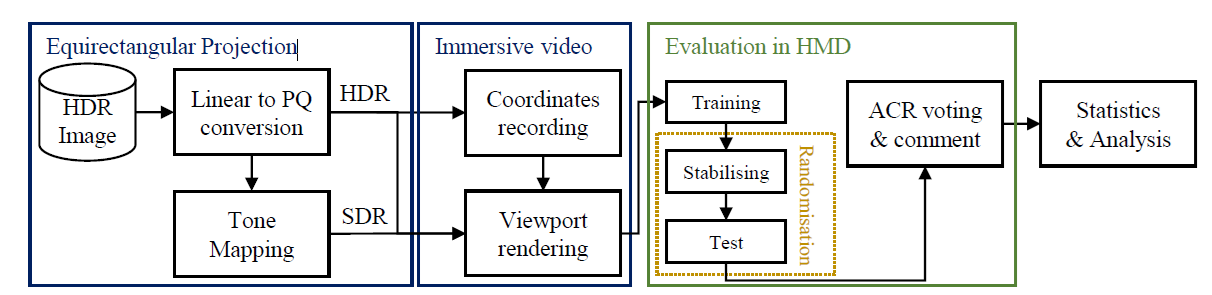 Equirectangular Projection
HDR
Image
Linear to PQ
conversion
HDR
Tone
Mapping
SDR
Immersive video
Coordinates
recording
Viewport
rendering
Evaluation in HMD
Training
Stabilising
Test
Randomisation
ACR voting
& comment
Statistics
& Analysis